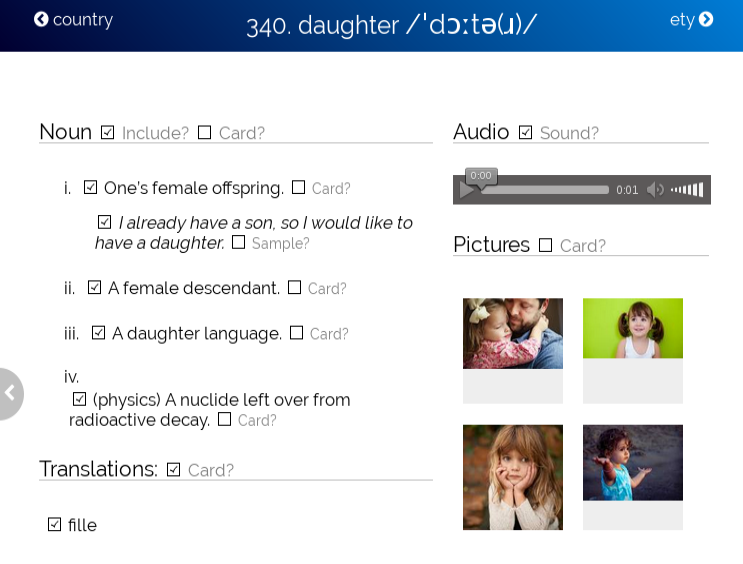 country
340. daughter /ˈdɔːtə(ɹ)/
ety
Noun Include? Card?
i. One's female offspring. Card?
I already have a son, so I would like to
have a daughter. Sample?
ii. A female descendant. Card?
iii. A daughter language. Card?
iv.
(physics) A nuclide left over from
radioactive decay. Card?
Translations: Card?
fille
Audio Sound?
0:00
0:01
Pictures Card?